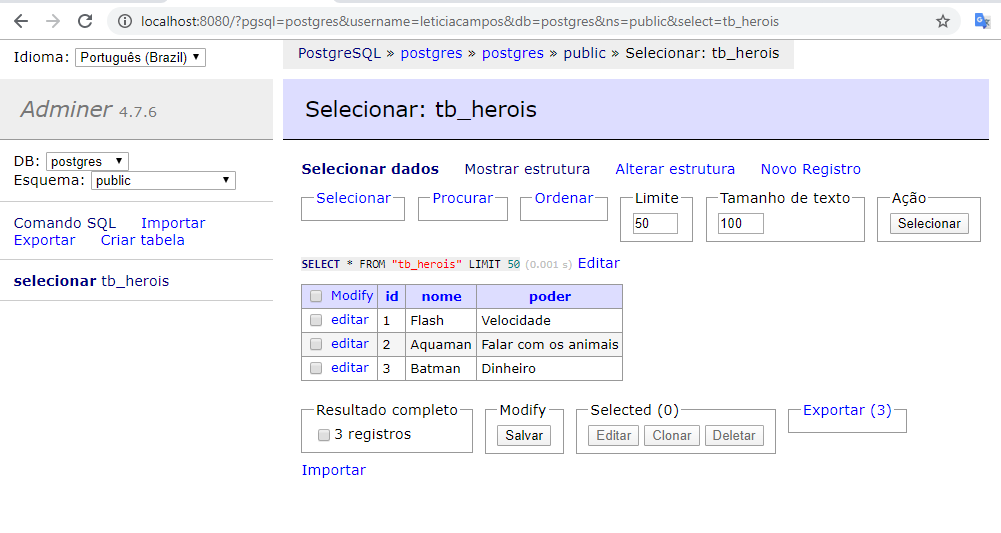 localhost:8080/?pgsql=postgres&username=leticiacampos&db=postgres&ns=public&select=tb_herois
Idioma: Português (Brazil)
PostgreSQL » postgres » postgres » public » Selecionar: tb_herois
Adminer 4.7.6
Selecionar: tb_herois
DB: postgres
Esquema: public
Comando SQL Importar
Exportar Criar tabela
selecionar tb_herois
Selecionar dados Mostrar estrutura Alterar estrutura Novo Registro
Selecionar Procurar Ordenar Limite Tamanho de texto Ação
50 100 Selecionar
SELECT * FROM "tb_herois" LIMIT 50 (0.001 s) Editar
Modify id nome poder
editar 1 Flash Velocidade
editar 2 Aquaman Falar com os animais
editar 3 Batman Dinheiro
Resultado completo Modify Selected (0) Exportar (3)
3 registros Salvar Editar Clonar Deletar
Importar